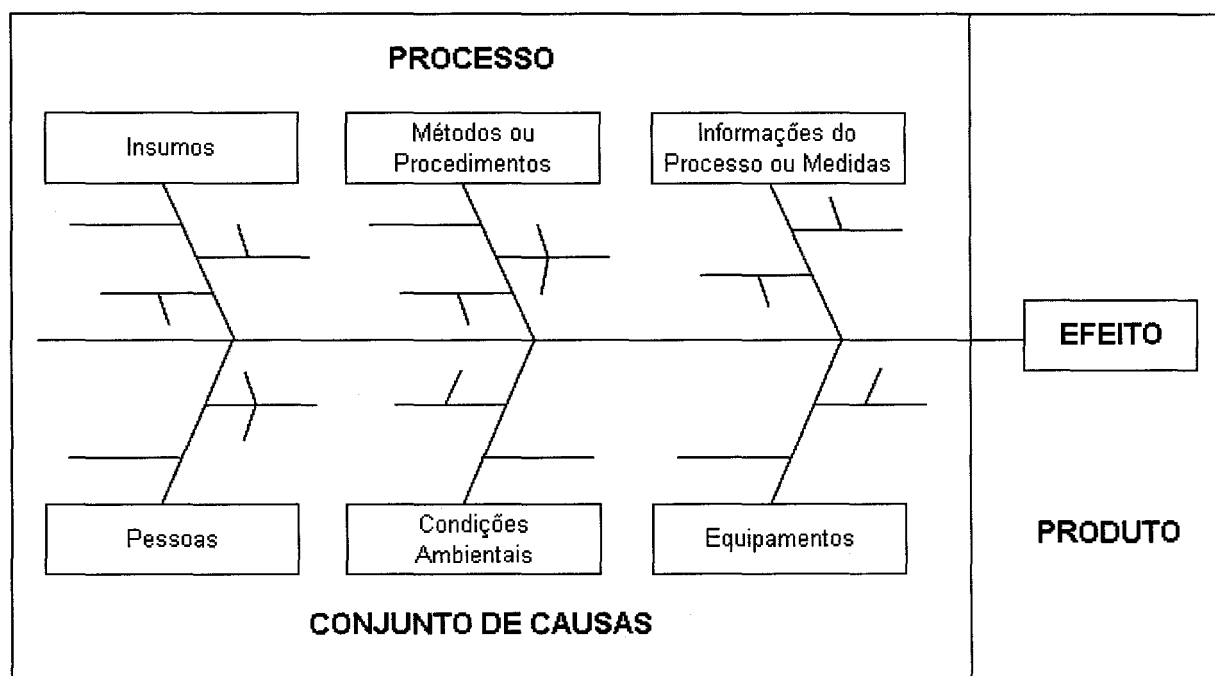 PROCESSO
Insumos
Métodos ou
Procedimentos
Informações do
Processo ou Medidas
EFEITO
Pessoas
Condições
Ambientais
Equipamentos
PRODUTO
CONJUNTO DE CAUSAS